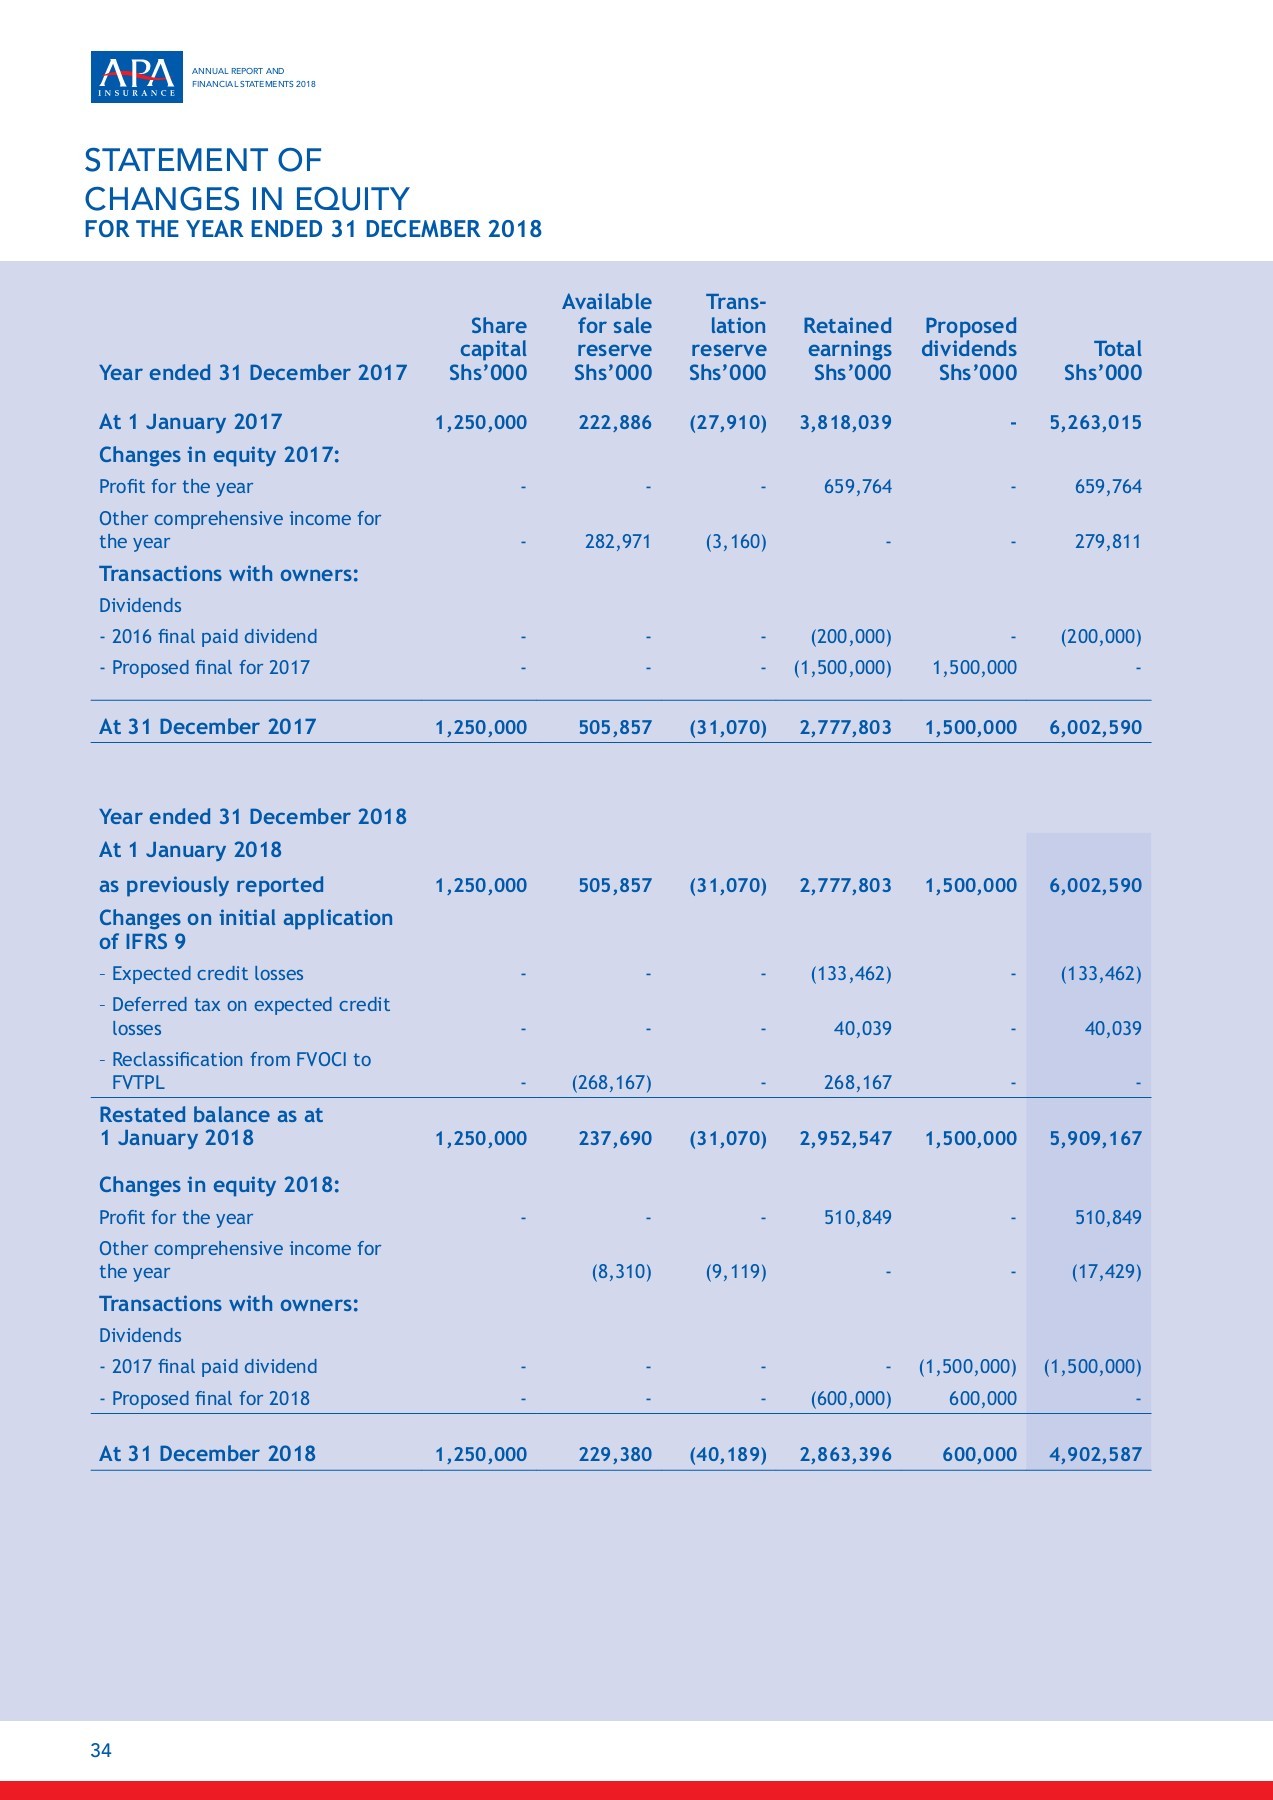 APA
INSURANCE
ANNUAL REPORT AND
FINANCIAL STATEMENTS 2018
STATEMENT OF
CHANGES IN EQUITY
FOR THE YEAR ENDED 31 DECEMBER 2018
Available Trans-
Share for sale lation Retained Proposed
capital reserve reserve earnings dividends Total
Year ended 31 December 2017 Shs’000 Shs’000 Shs’000 Shs’000 Shs’000 Shs’000
At 1 January 2017 1,250,000 222,886 (27,910) 3,818,039 - 5,263,015
Changes in equity 2017:
Profit for the year - - - 659,764 - 659,764
Other comprehensive income for
the year - 282,971 (3,160) - - 279,811
Transactions with owners:
Dividends
- 2016 final paid dividend - - - (200,000) - (200,000)
- Proposed final for 2017 - - - (1,500,000) 1,500,000 -
At 31 December 2017 1,250,000 505,857 (31,070) 2,777,803 1,500,000 6,002,590
Year ended 31 December 2018
At 1 January 2018
as previously reported 1,250,000 505,857 (31,070) 2,777,803 1,500,000 6,002,590
Changes on initial application
of IFRS 9
– Expected credit losses - - - (133,462) - (133,462)
– Deferred tax on expected credit
losses - - - 40,039 - 40,039
– Reclassification from FVOCI to
FVTPL - (268,167) - 268,167 - -
Restated balance as at
1 January 2018 1,250,000 237,690 (31,070) 2,952,547 1,500,000 5,909,167
Changes in equity 2018:
Profit for the year - - - 510,849 - 510,849
Other comprehensive income for
the year (8,310) (9,119) - - (17,429)
Transactions with owners:
Dividends
- 2017 final paid dividend - - - - (1,500,000) (1,500,000)
- Proposed final for 2018 - - - (600,000) 600,000 -
At 31 December 2018 1,250,000 229,380 (40,189) 2,863,396 600,000 4,902,587
34